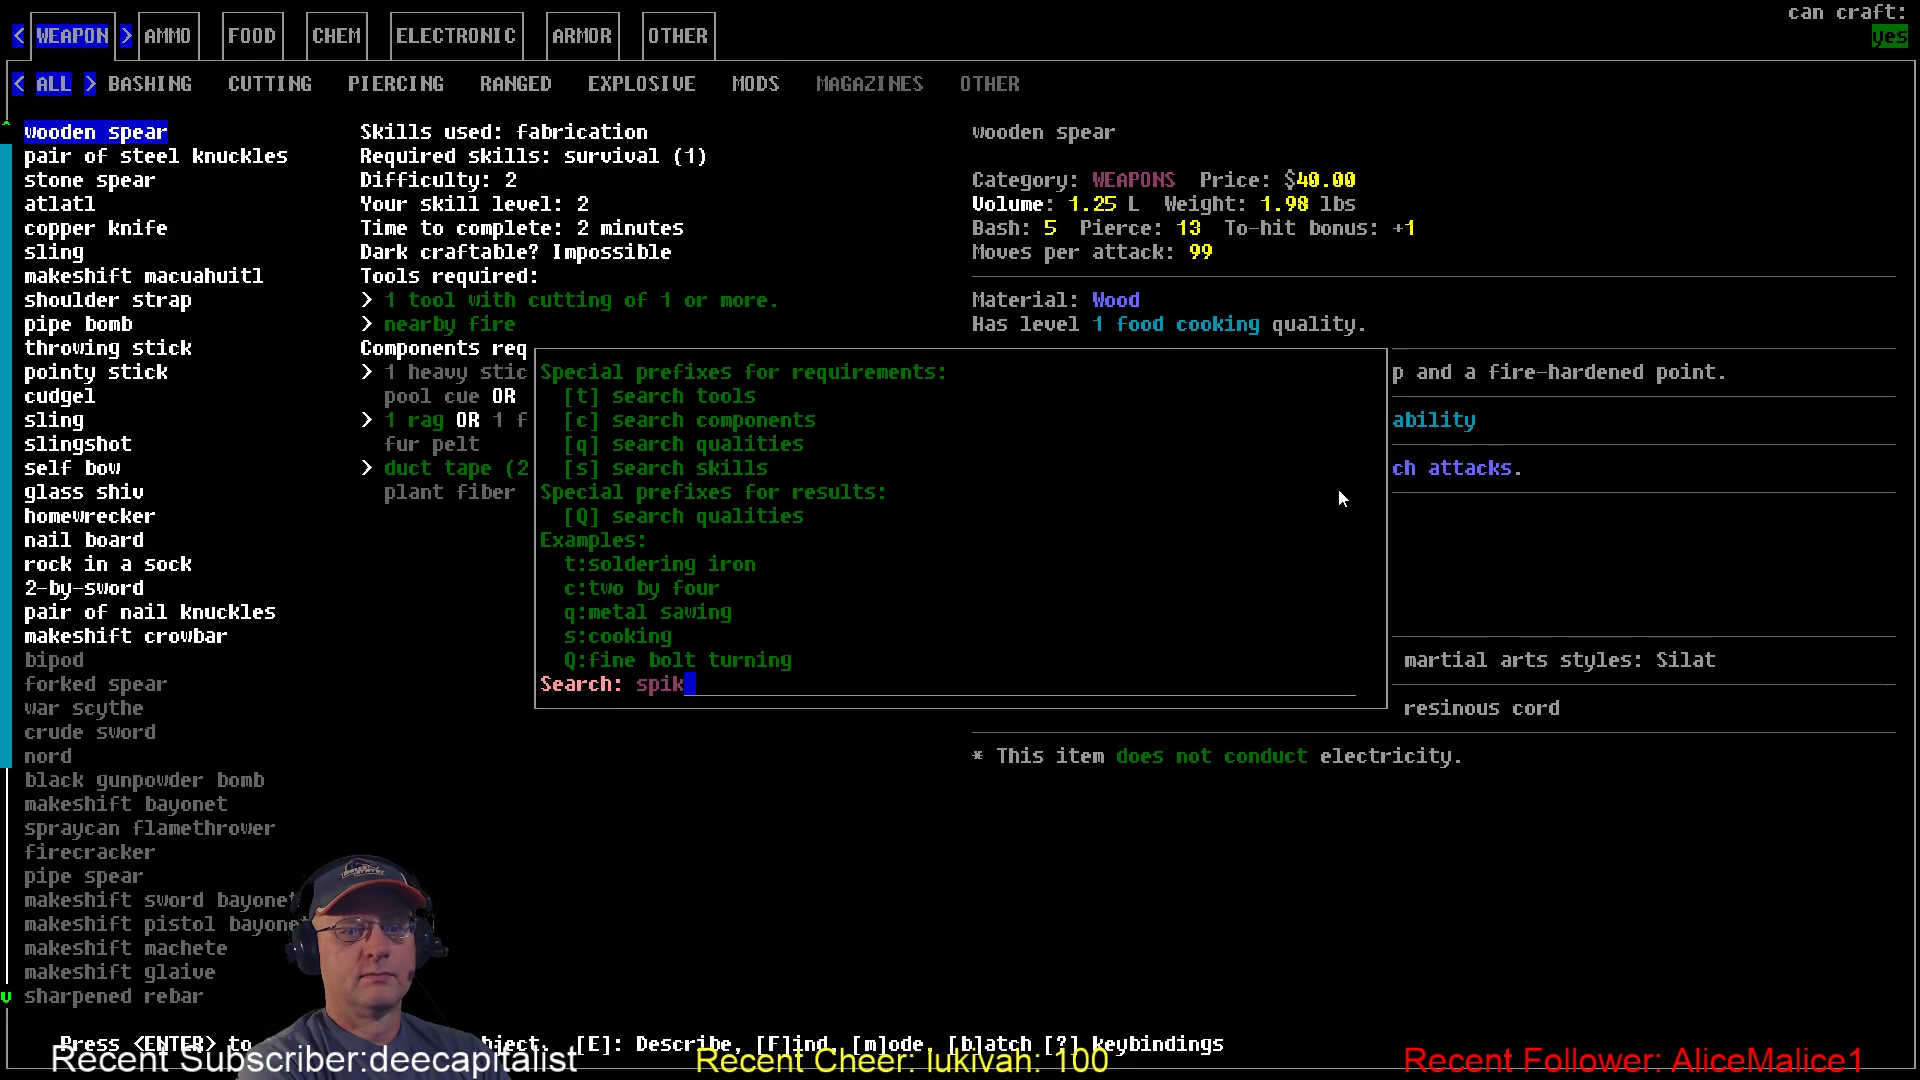 can craft:
< WEAPON > AMMO FOOD CHEM ELECTRONIC ARMOR OTHER yes
< ALL > BASHING CUTTING PIERCING RANGED EXPLOSIVE MODS MAGAZINES OTHER
wooden spear
pair of steel knuckles
stone spear
atlatl
copper knife
sling
makeshift macuahuitl
shoulder strap
pipe bomb
throwing stick
pointy stick
cudgel
sling
slingshot
self bow
glass shiv
homewrecker
nail board
rock in a sock
2-by-sword
pair of nail knuckles
makeshift crowbar
bipod
forked spear
war scythe
crude sword
nord
black gunpowder bomb
makeshift bayonet
spraycan flamethrower
firecracker
pipe spear
makeshift sword bayonet
makeshift pistol bayonet
makeshift machete
makeshift glaive
v sharpened rebar
Skills used: fabrication
Required skills: survival (1)
Difficulty: 2
Your skill level: 2
Time to complete: 2 minutes
Dark craftable? Impossible
Tools required:
> 1 tool with cutting of 1 or more.
> nearby fire
Components req
> 1 heavy stic
pool cue OR
> 1 rag OR 1 f
fur pelt
> duct tape (2
plant fiber
Special prefixes for requirements:
[t] search tools
[c] search components
[q] search qualities
[s] search skills
Special prefixes for results:
[Q] search qualities
Examples:
t:soldering iron
c:two by four
q:metal sawing
s:cooking
Q:fine bolt turning
Search: spik
wooden spear
Category: WEAPONS Price: $40.00
Volume: 1.25 L Weight: 1.98 lbs
Bash: 5 Pierce: 13 To-hit bonus: +1
Moves per attack: 99
Material: Wood
Has level 1 food cooking quality.
p and a fire-hardened point.
ability
ch attacks.
martial arts styles: Silat
resinous cord
* This item does not conduct electricity.
Press <ENTER> to bject. [E]: Describe, [F]ind, [m]ode, [b]atch [?] keybindings
Recent Subscriber:deecapitalist Recent Cheer: lukivah: 100 Recent Follower: AliceMalice1